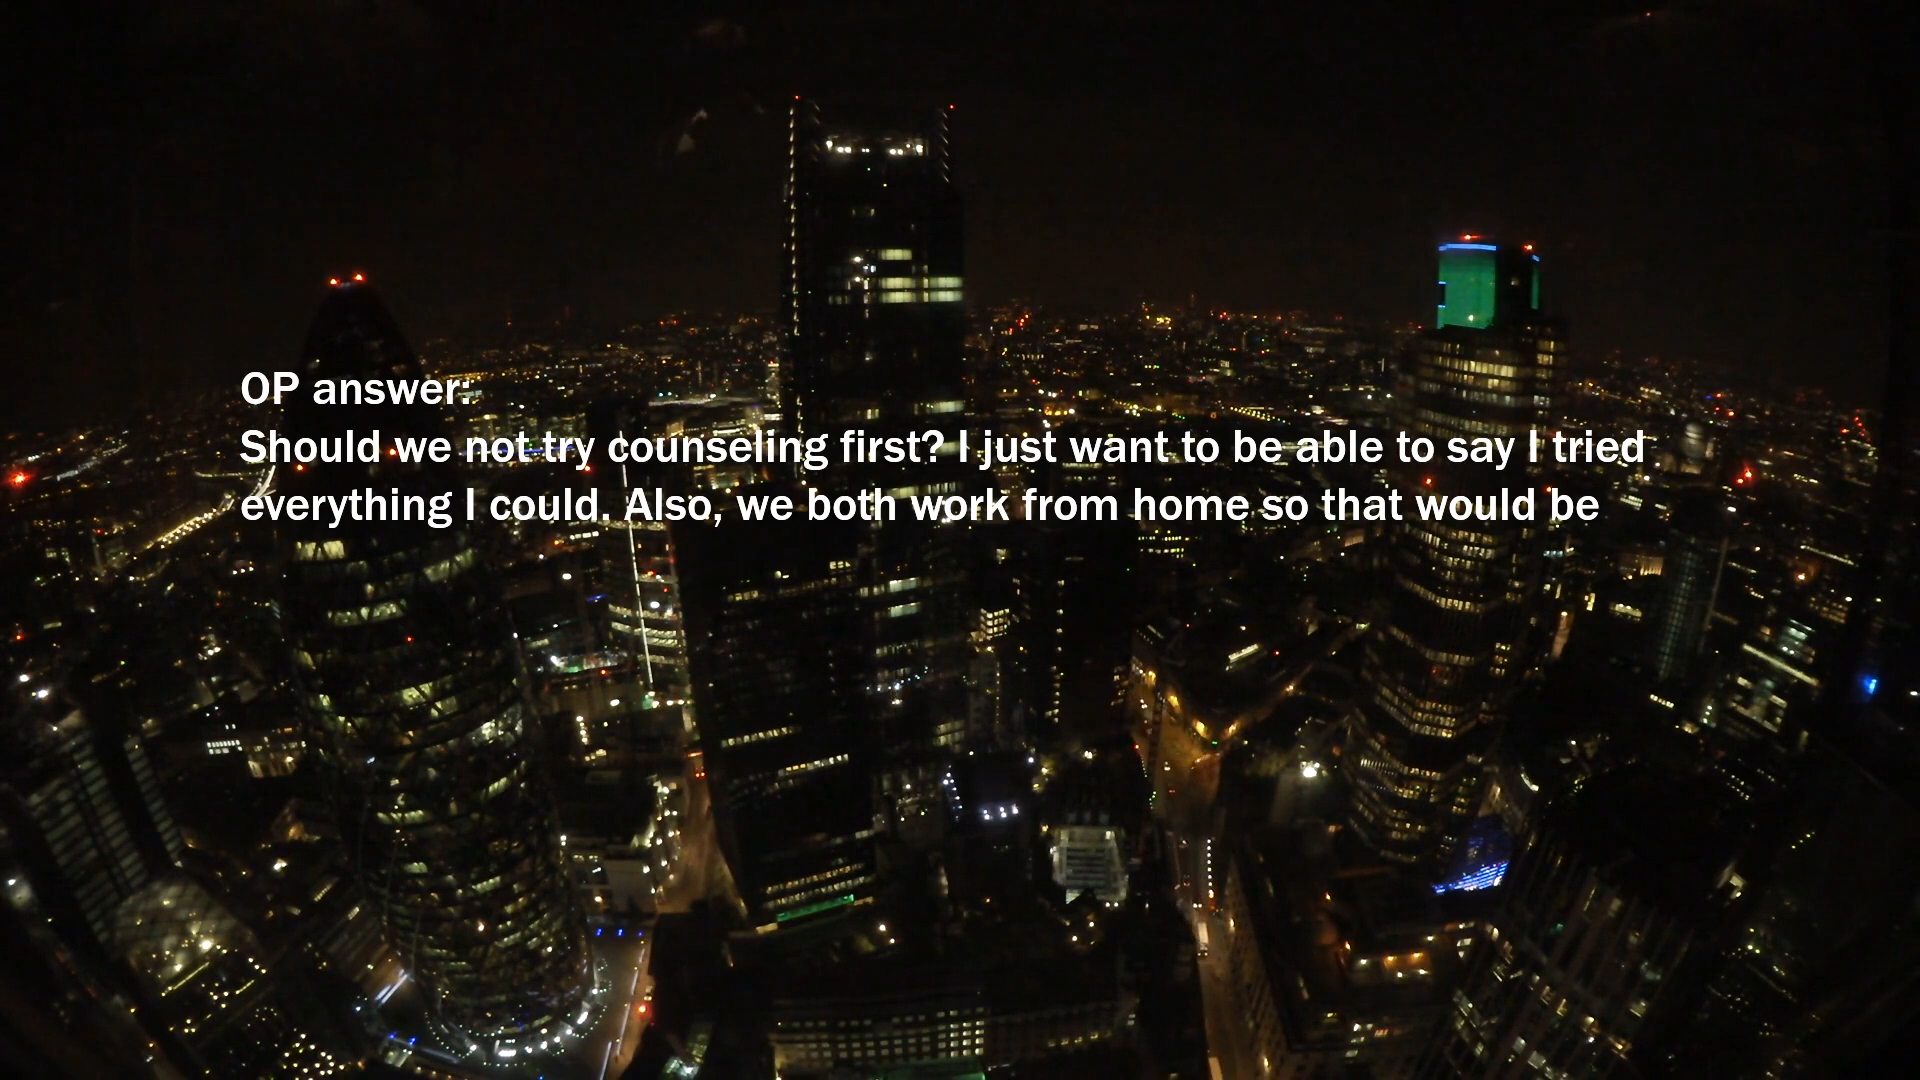 OP answer:
Should we not try counseling first? I just want to be able to say I tried
everything I could. Also, we both work from home so that would be